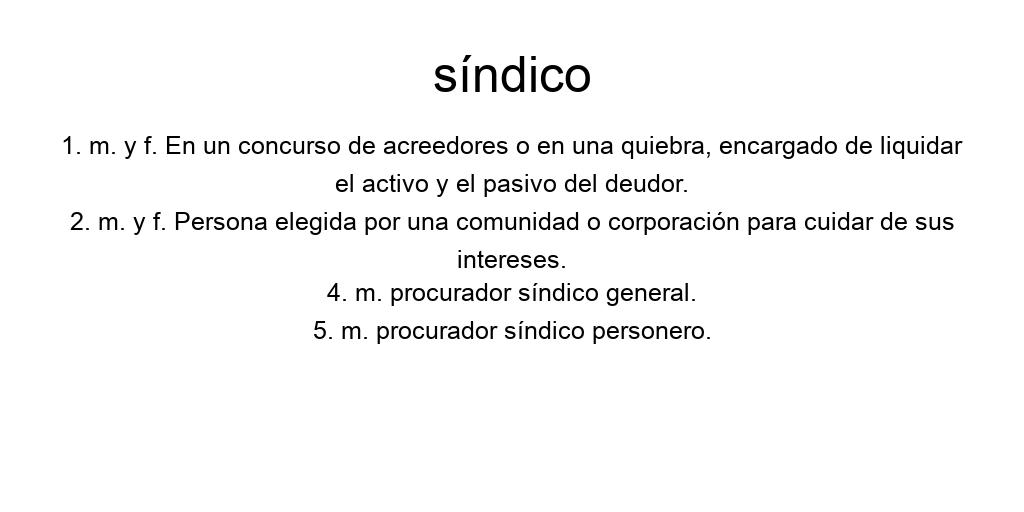 síndico
1. m. y f. En un concurso de acreedores o en una quiebra, encargado de liquidar
el activo y el pasivo del deudor.
2. m. y f. Persona elegida por una comunidad o corporación para cuidar de sus
intereses.
4. m. procurador síndico general.
5. m. procurador síndico personero.